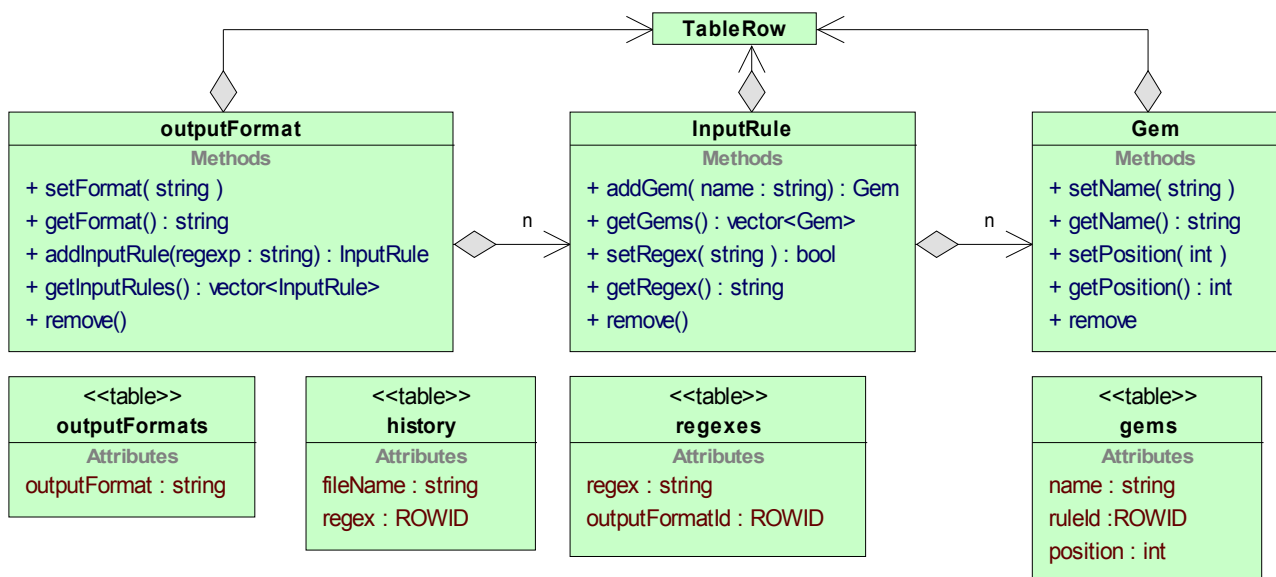 TableRow
outputFormat
Methods
+ setFormat( string )
+ getFormat() : string
+ addInputRule(regexp : string) : InputRule
+ getInputRules() : vector<InputRule>
+ remove()
n
InputRule
Methods
+ addGem( name : string) : Gem
+ getGems() : vector<Gem>
+ setRegex( string ) : bool
+ getRegex() : string
+ remove()
n
Gem
Methods
+ setName( string )
+ getName() : string
+ setPosition( int )
+ getPosition() : int
+ remove
<<table>>
outputFormats
Attributes
outputFormat : string
<<table>>
history
Attributes
fileName : string
regex : ROWID
<<table>>
regexes
Attributes
regex : string
outputFormatId : ROWID
<<table>>
gems
Attributes
name : string
ruleId :ROWID
position : int